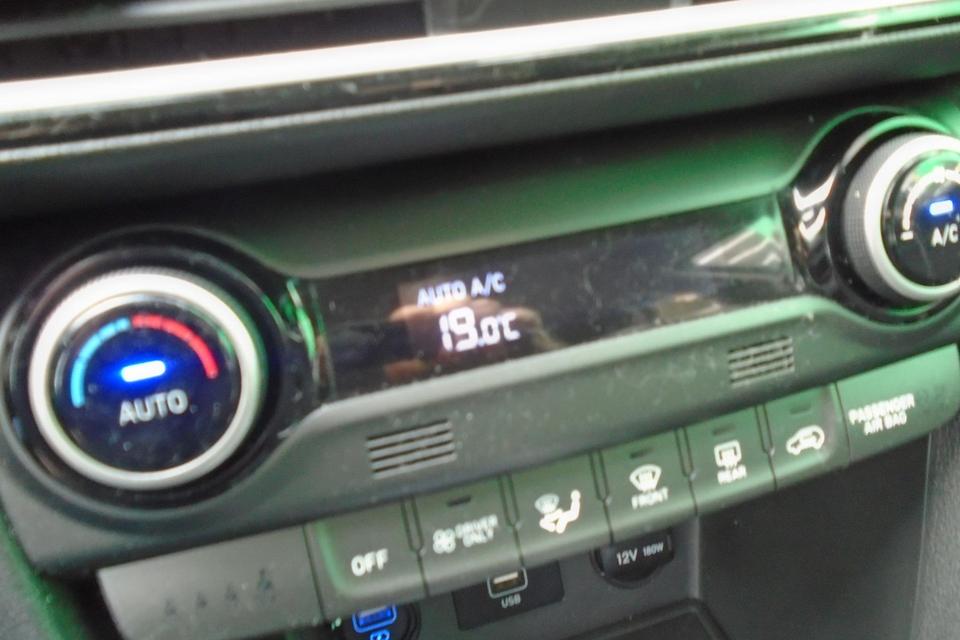 AUTO A/C
19.0℃
AUTO
A/C
OFF
DRIVER
ONLY
FRONT
REAR
PASSENGER
AIR BAG
USB
12V 180W